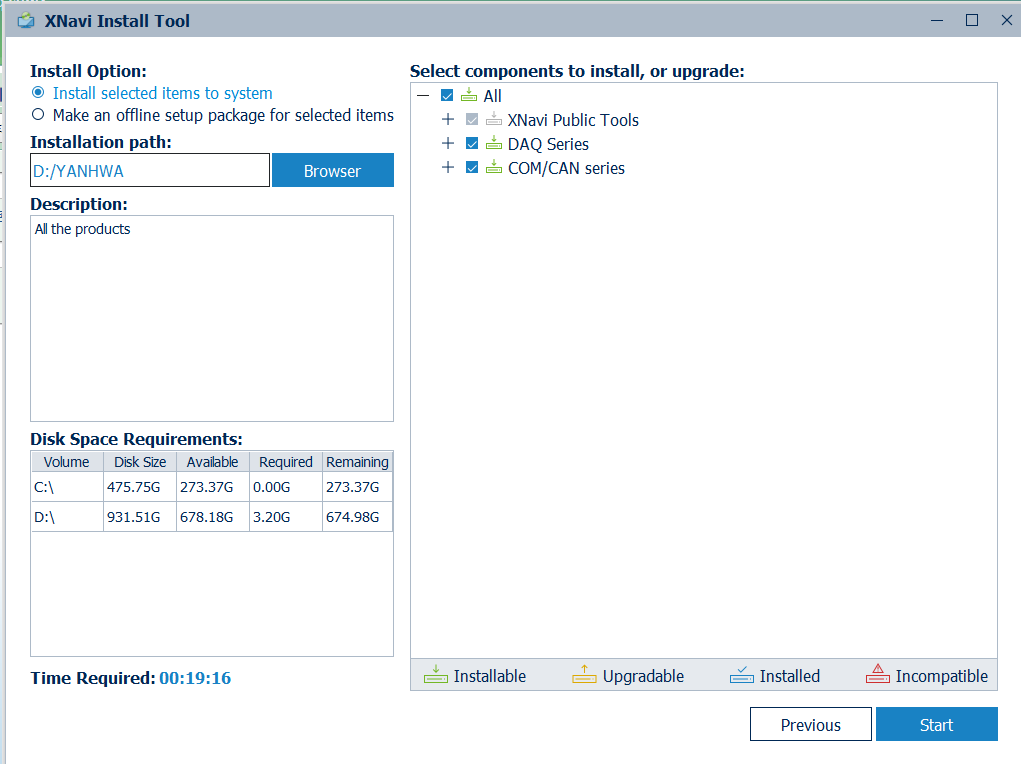 XNavi Install Tool
Install Option:
Install selected items to system
Make an offline setup package for selected items
Installation path:
D:/YANHWA
Browser
Description:
All the products
Disk Space Requirements:
Volume Disk Size Available Required Remaining
C:\ 475.75G 273.37G 0.00G 273.37G
D:\ 931.51G 678.18G 3.20G 674.98G
Time Required: 00:19:16
Select components to install, or upgrade:
All
XNavi Public Tools
DAQ Series
COM/CAN series
Installable Upgradable Installed Incompatible
Previous Start